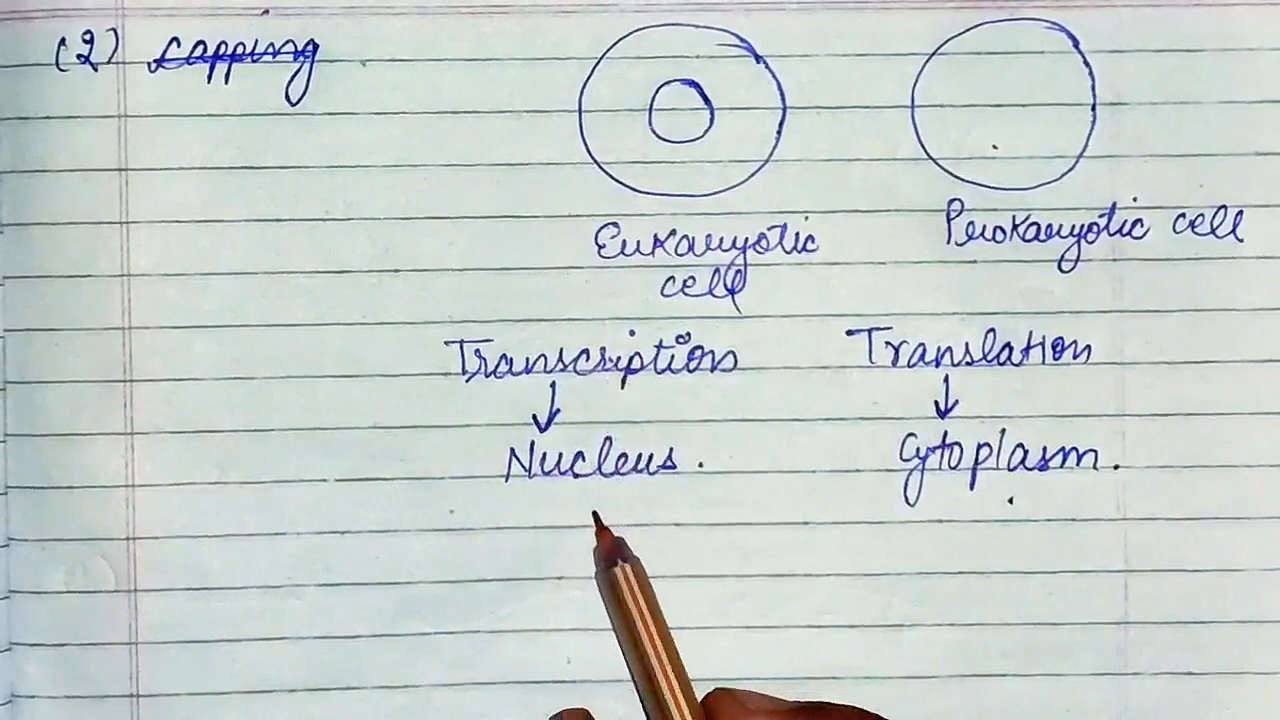 (2) capping
Eukaryotic
cell
Prokaryotic cell
Transcription
↓
Nucleus.
Translation
↓
Cytoplasm.